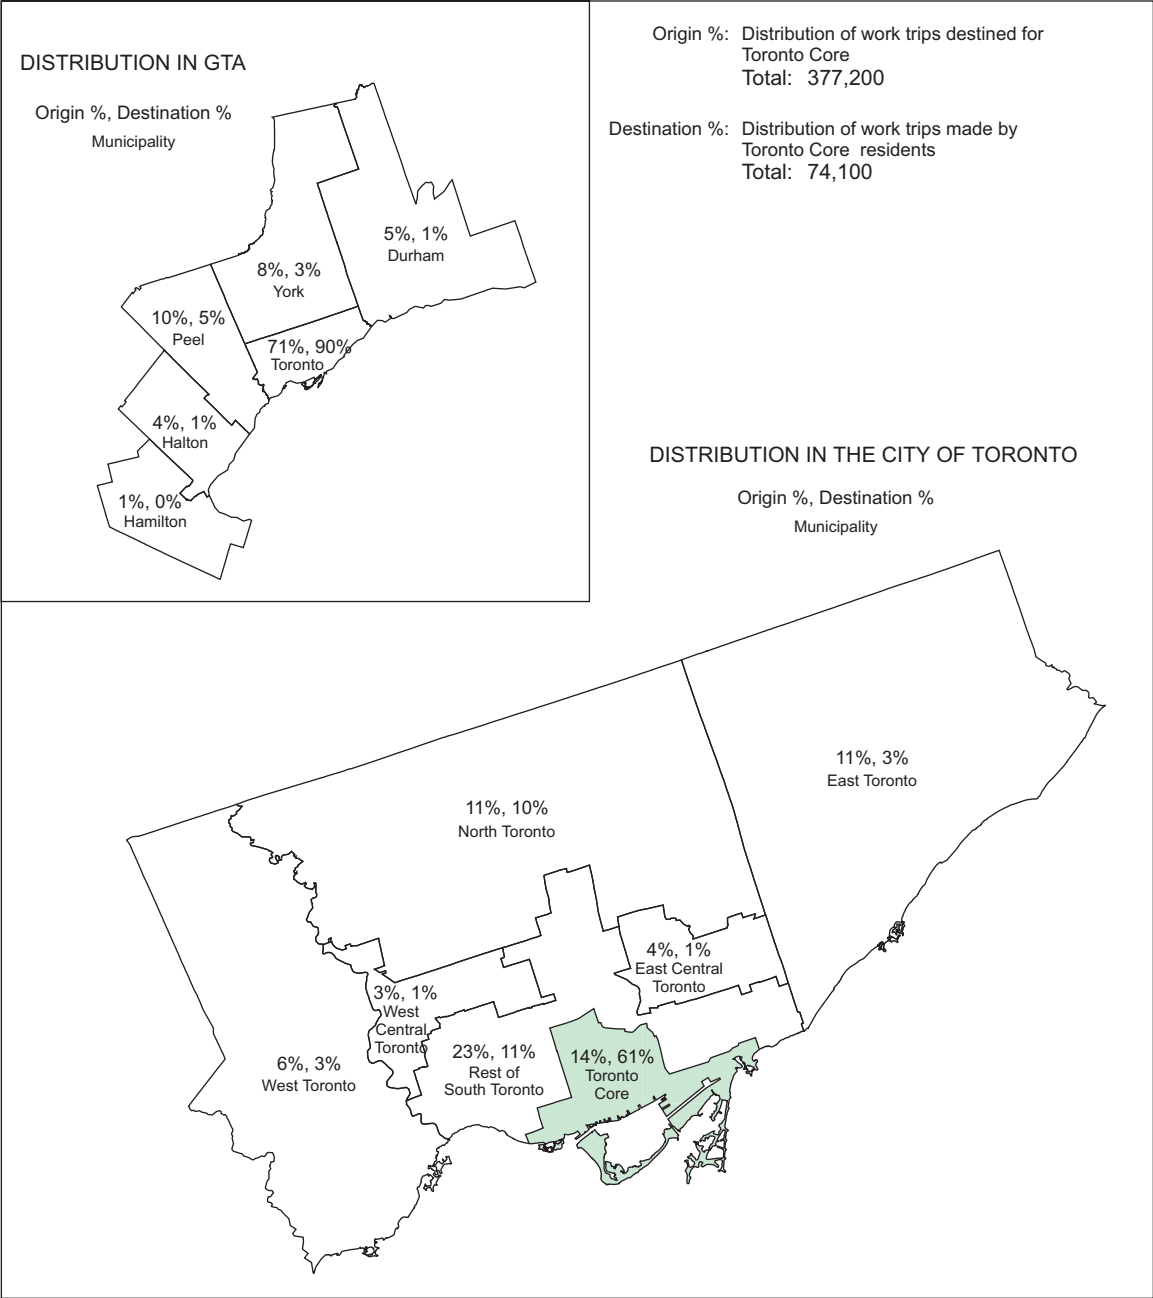 DISTRIBUTION IN GTA
Origin %, Destination %
Municipality
5%, 1%
Durham
8%, 3%
York
10%, 5%
Peel
71%, 90%
Toronto
4%, 1%
Halton
1%, 0%
Hamilton
Origin %: Distribution of work trips destined for
Toronto Core
Total: 377,200
Destination %: Distribution of work trips made by
Toronto Core residents
Total: 74,100
DISTRIBUTION IN THE CITY OF TORONTO
Origin %, Destination %
Municipality
11%, 3%
East Toronto
11%, 10%
North Toronto
4%, 1%
East Central
Toronto
3%, 1%
West
Central
Toronto
23%, 11%
Rest of
South Toronto
14%, 61%
Toronto
Core
6%, 3%
West Toronto